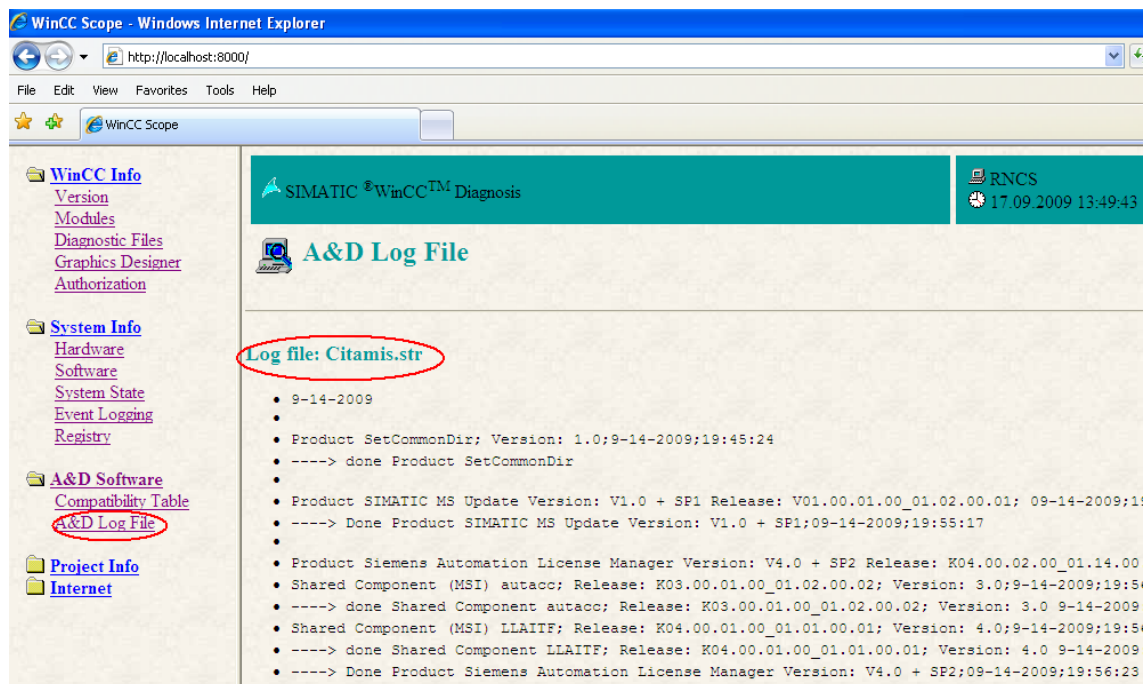 WinCC Scope - Windows Internet Explorer
http://localhost:8000/
File Edit View Favorites Tools Help
WinCC Scope
WinCC Info
Version
Modules
Diagnostic Files
Graphics Designer
Authorization
System Info
Hardware
Software
System State
Event Logging
Registry
A&D Software
Compatibility Table
A&D Log File
Project Info
Internet
SIMATIC ®WinCC™ Diagnosis
RNCS
17.09.2009 13:49:43
A&D Log File
Log file: Citamis.str
• 9-14-2009
•
• Product SetCommonDir; Version: 1.0;9-14-2009;19:45:24
• ----> done Product SetCommonDir
•
• Product SIMATIC MS Update Version: V1.0 + SP1 Release: V01.00.01.00_01.02.00.01; 09-14-2009;19
• ----> Done Product SIMATIC MS Update Version: V1.0 + SP1;09-14-2009;19:55:17
•
• Product Siemens Automation License Manager Version: V4.0 + SP2 Release: K04.00.02.00_01.14.00
• Shared Component (MSI) autacc; Release: K03.00.01.00_01.02.00.02; Version: 3.0;9-14-2009;19:5
• ----> done Shared Component autacc; Release: K03.00.01.00_01.02.00.02; Version: 3.0 9-14-2009
• Shared Component (MSI) LLAITF; Release: K04.00.01.00_01.01.00.01; Version: 4.0;9-14-2009;19:5
• ----> done Shared Component LLAITF; Release: K04.00.01.00_01.01.00.01; Version: 4.0 9-14-2009
• ----> Done Product Siemens Automation License Manager Version: V4.0 + SP2;09-14-2009;19:56:23